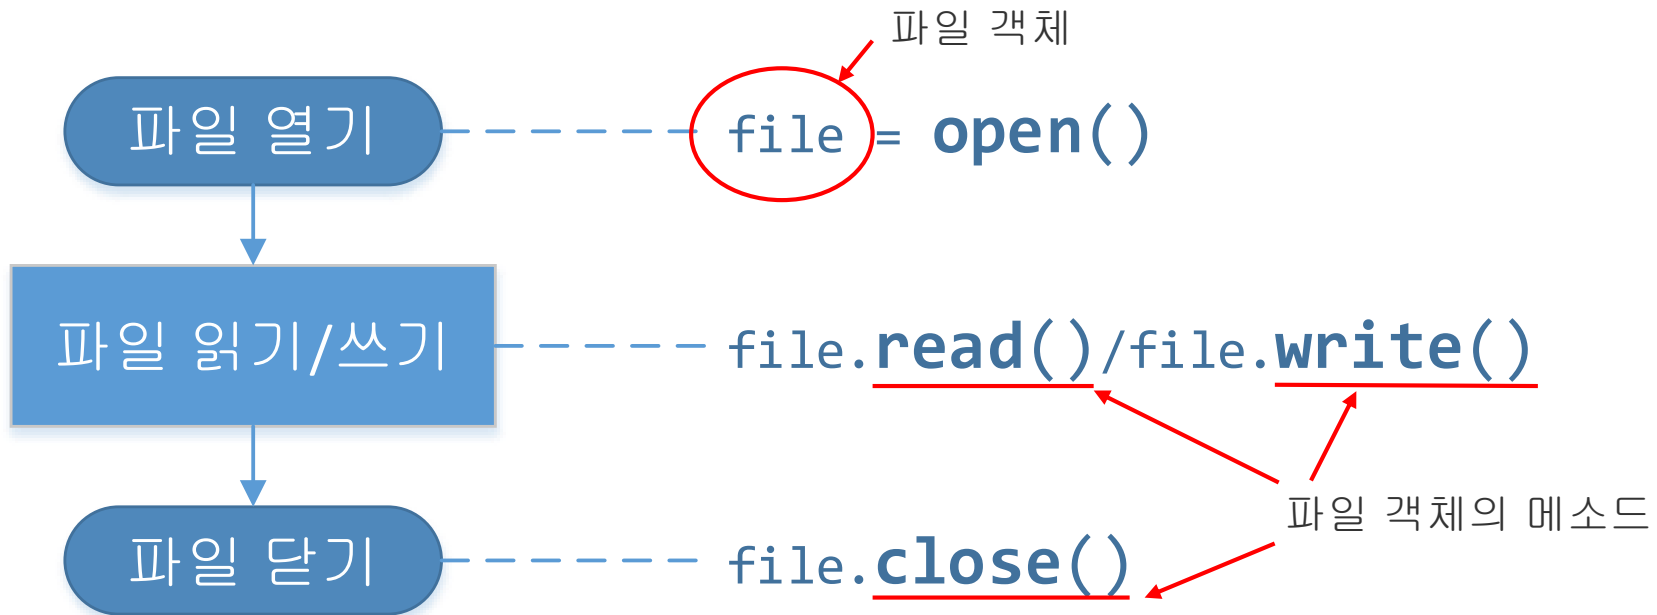 파일 객체
파일 열기
file = open()
파일 읽기/쓰기
file.read()/file.write()
파일 객체의 메소드
파일 닫기
file.close()